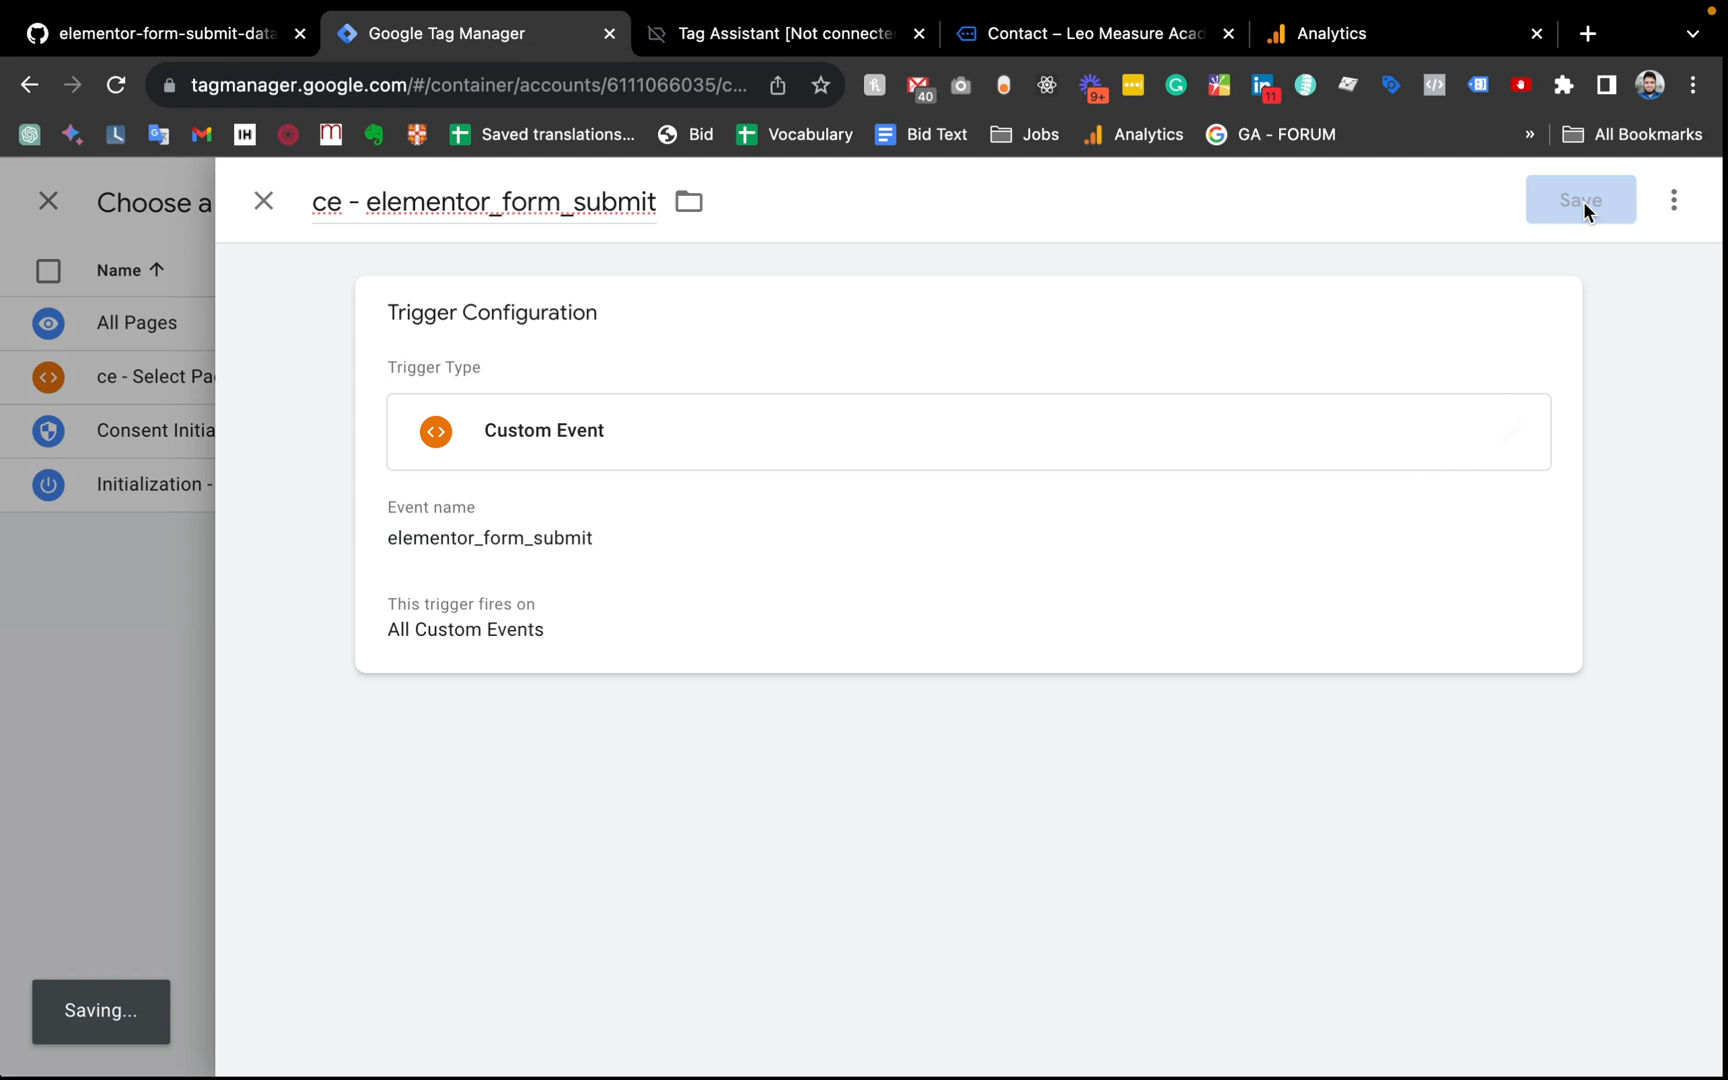 elementor-form-submit-data
Google Tag Manager
Tag Assistant [Not connecte
Contact – Leo Measure Acad
Analytics
tagmanager.google.com/#/container/accounts/6111066035/c...
40
9+
11
IH
Saved translations...
Bid
Vocabulary
Bid Text
Jobs
Analytics
GA - FORUM
»
All Bookmarks
Choose a
ce - elementor_form_submit
Save
Name
All Pages
ce - Select Pa
Consent Initia
Initialization -
Trigger Configuration
Trigger Type
Custom Event
Event name
elementor_form_submit
This trigger fires on
All Custom Events
Saving...